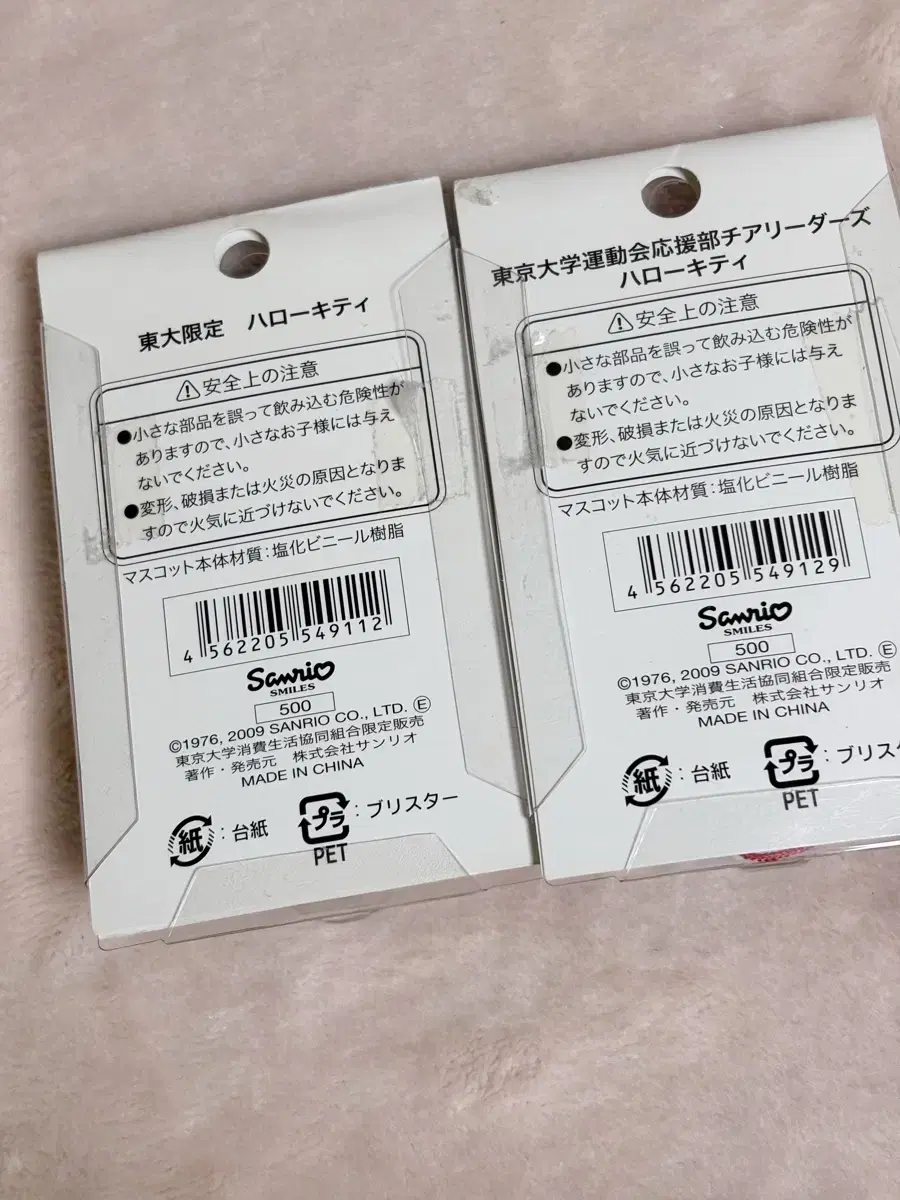 東大限定 ハローキティ
⚠安全上の注意
●小さな部品を誤って飲み込む危険性が
ありますので、小さなお子様には与え
ないでください。
●変形、破損または火災の原因となりま
すので火気に近づけないでください。
マスコット本体材質：塩化ビニール樹脂
4 562205 549112
Sanrio
SMILES
500
©1976, 2009 SANRIO CO., LTD. Ⓔ
東京大学消費生活協同組合限定販売
著作・発売元 株式会社サンリオ
MADE IN CHINA
紙：台紙
プラ：ブリスター
PET
東京大学運動会応援部チアリーダーズ
ハローキティ
⚠安全上の注意
●小さな部品を誤って飲み込む危険性が
ありますので、小さなお子様には与え
ないでください。
●変形、破損または火災の原因となりま
すので火気に近づけないでください。
マスコット本体材質：塩化ビニール樹脂
4 562205 549129
Sanrio
SMILES
500
©1976, 2009 SANRIO CO., LTD. Ⓔ
東京大学消費生活協同組合限定販売
著作・発売元 株式会社サンリオ
MADE IN CHINA
紙：台紙
プラ：ブリス
PET